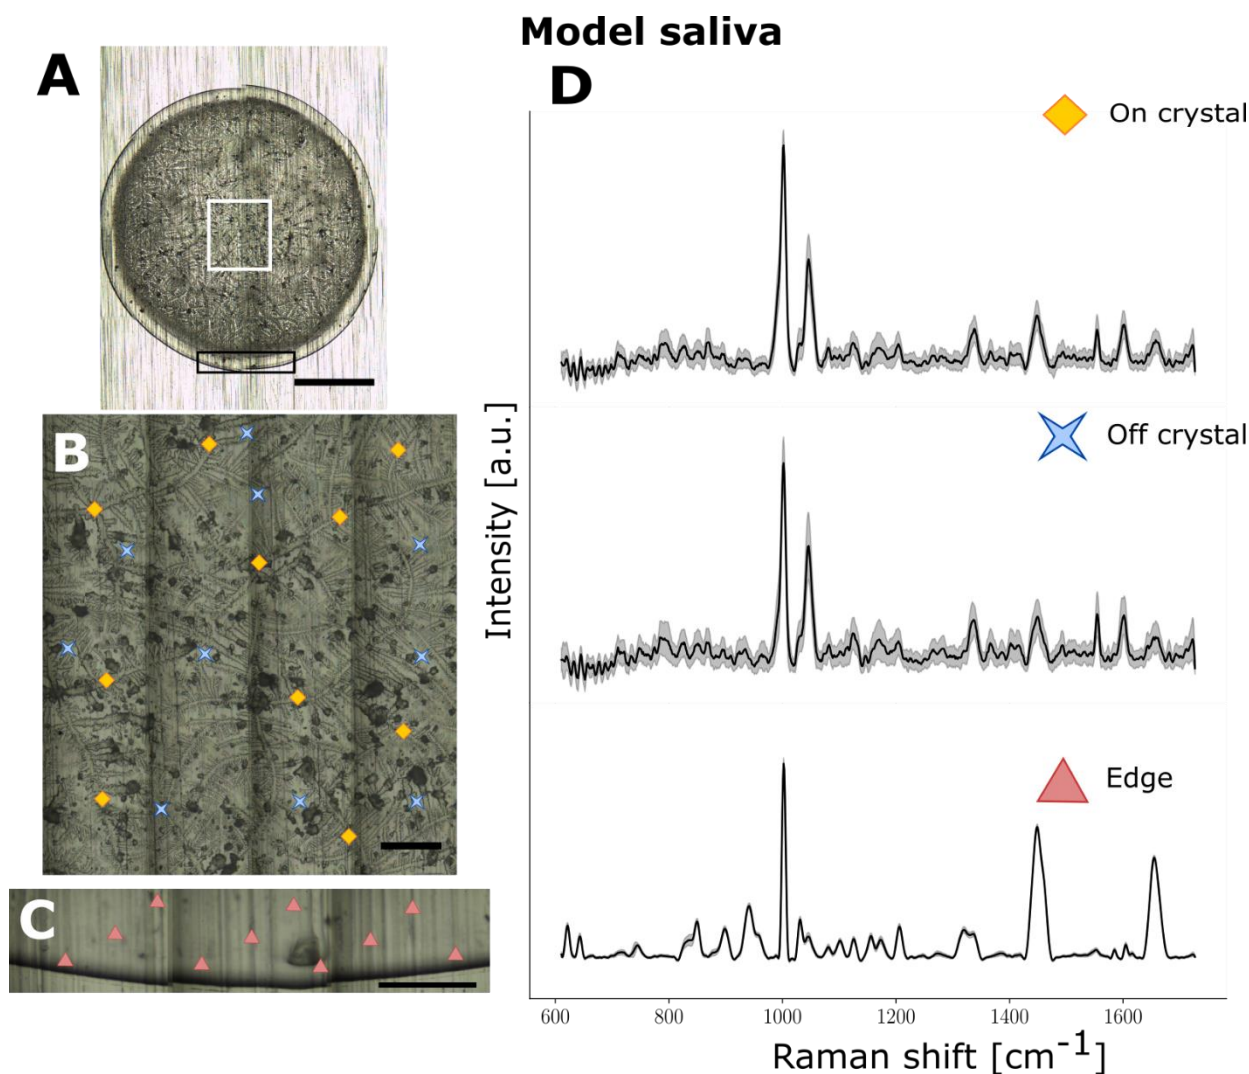 Model saliva
A
D
On crystal
B
Off crystal
Intensity [a.u.]
Edge
C
600 800 1000 1200 1400 1600
Raman shift [cm⁻¹]